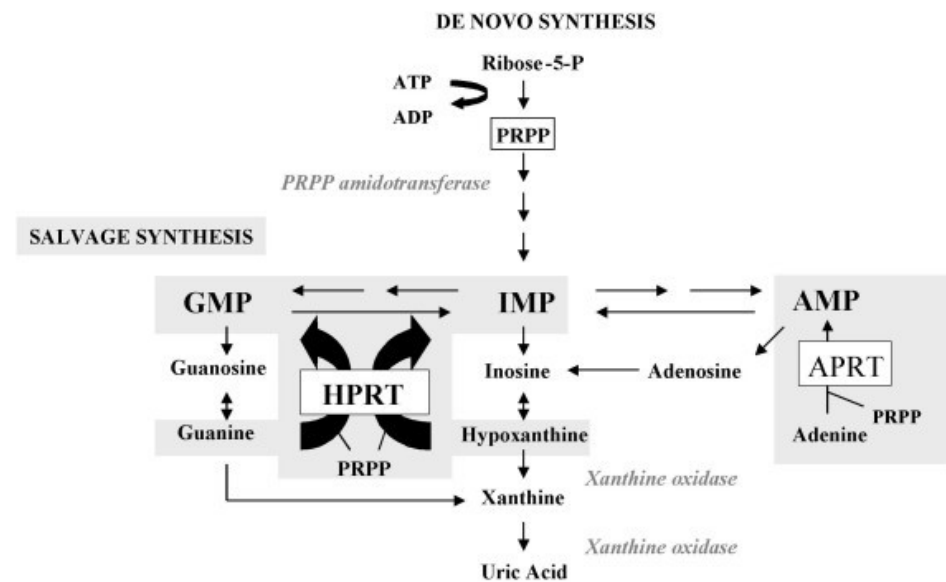 DE NOVO SYNTHESIS
Ribose-5-P
ATP
ADP
PRPP
PRPP amidotransferase
SALVAGE SYNTHESIS
GMP IMP AMP
Guanosine Inosine Adenosine
HPRT APRT
PRPP
Guanine Hypoxanthine Adenine
PRPP
Xanthine oxidase
Xanthine
Xanthine oxidase
Uric Acid